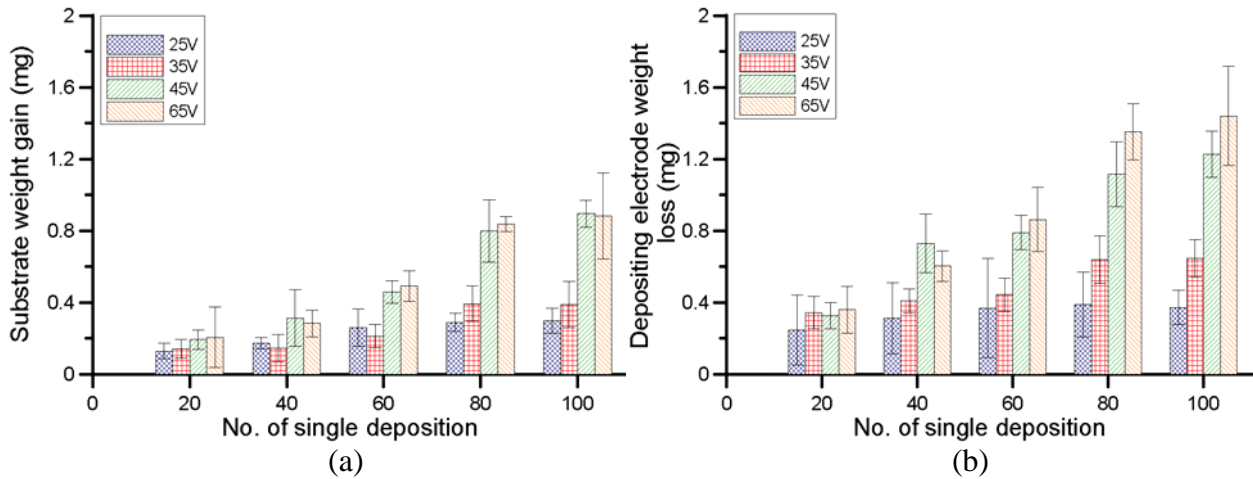 2
1.6
1.2
0.8
0.4
0
Substrate weight gain (mg)
25V
35V
45V
65V
0 20 40 60 80 100
No. of single deposition
(a)
2
1.6
1.2
0.8
0.4
0
Depositing electrode weight
loss (mg)
25V
35V
45V
65V
0 20 40 60 80 100
No. of single deposition
(b)